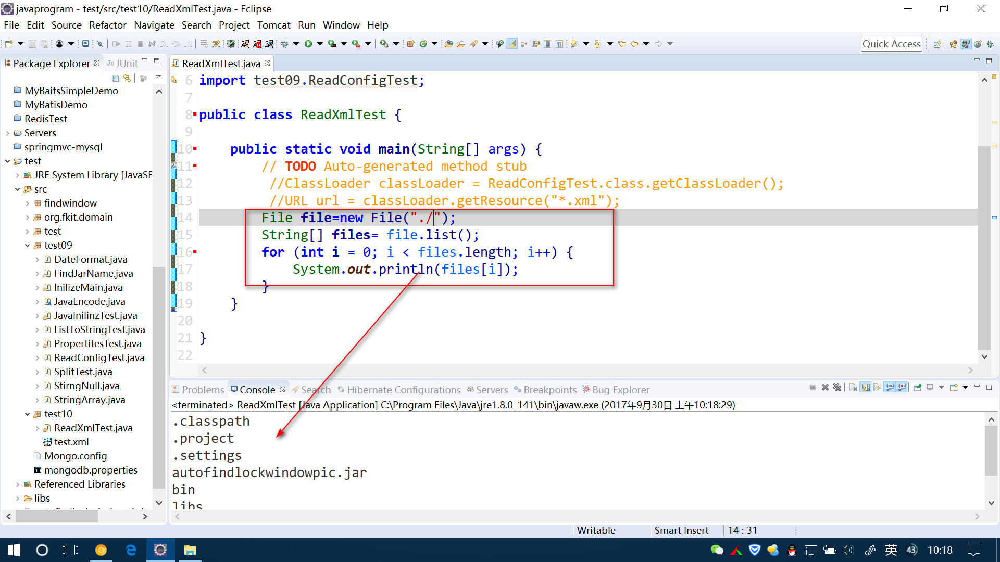 javaprogram - test/src/test10/ReadXmlTest.java - Eclipse
File Edit Source Refactor Navigate Search Project Tomcat Run Window Help
Quick Access
Package Explorer JUnit
MyBaitsSimpleDemo
MyBatisDemo
RedisTest
Servers
springmvc-mysql
test
JRE System Library [JavaSE
src
findwindow
org.fkit.domain
test
test09
DateFormat.java
FindJarName.java
InilizeMain.java
JavaEncode.java
JavaInilinzTest.java
ListToStringTest.java
PropertitesTest.java
ReadConfigTest.java
SplitTest.java
StirngNull.java
StringArray.java
test10
ReadXmlTest.java
test.xml
Mongo.config
mongodb.properties
Referenced Libraries
libs
ReadXmlTest.java
6 import test09.ReadConfigTest;
7
8 public class ReadXmlTest {
9
10 public static void main(String[] args) {
11 // TODO Auto-generated method stub
12 //ClassLoader classLoader = ReadConfigTest.class.getClassLoader();
13 //URL url = classLoader.getResource("*.xml");
14 File file=new File("./");
15 String[] files= file.list();
16 for (int i = 0; i < files.length; i++) {
17 System.out.println(files[i]);
18 }
19 }
20
21 }
22
Problems Console Search Hibernate Configurations Servers Breakpoints Bug Explorer
<terminated> ReadXmlTest [Java Application] C:\Program Files\Java\jre1.8.0_141\bin\javaw.exe (2017年9月30日 上午10:18:29)
.classpath
.project
.settings
autofindlockwindowpic.jar
bin
libs
Writable Smart Insert 14 : 31
英 43 10:18